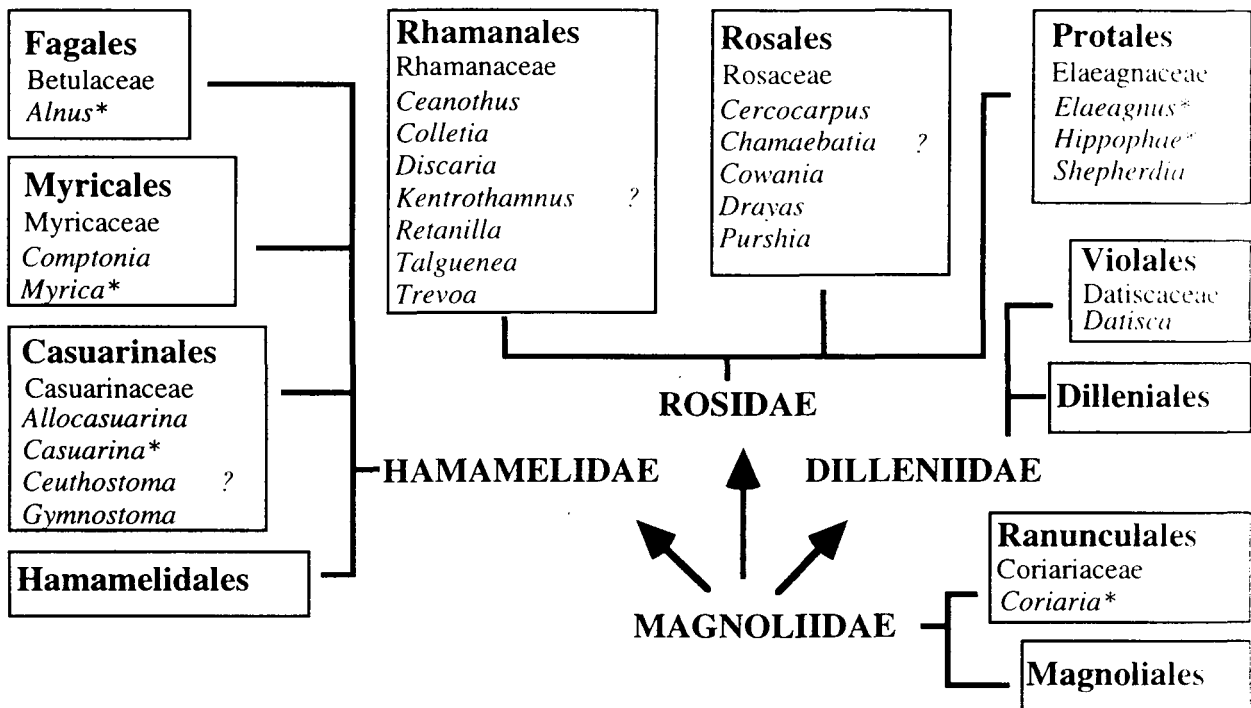 Fagales
Betulaceae
Alnus*
Myricales
Myricaceae
Comptonia
Myrica*
Casuarinales
Casuarinaceae
Allocasuarina
Casuarina*
Ceuthostoma ?
Gymnostoma
Hamamelidales
Rhamanales
Rhamanaceae
Ceanothus
Colletia
Discaria
Kentrothamnus ?
Retanilla
Talguenea
Trevoa
Rosales
Rosaceae
Cercocarpus
Chamaebatia ?
Cowania
Drayas
Purshia
Protales
Elaeagnaceae
Elaeagnus*
Hippophae*
Shepherdia
Violales
Datiscaceae
Datisca
Dilleniales
ROSIDAE
HAMAMELIDAE
DILLENIIDAE
MAGNOLIIDAE
Ranunculales
Coriariaceae
Coriaria*
Magnoliales